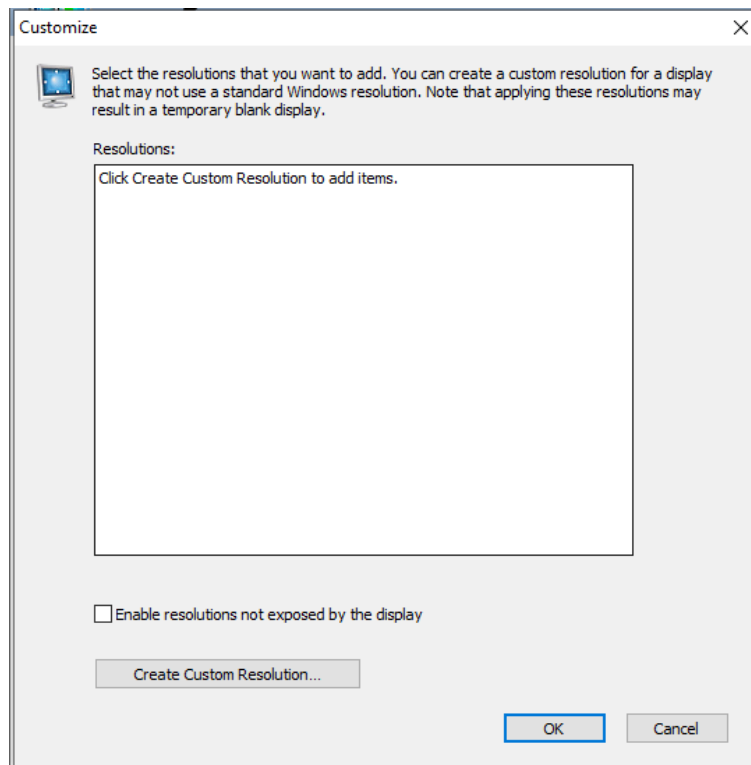 Customize
Select the resolutions that you want to add. You can create a custom resolution for a display
that may not use a standard Windows resolution. Note that applying these resolutions may
result in a temporary blank display.
Resolutions:
Click Create Custom Resolution to add items.
Enable resolutions not exposed by the display
Create Custom Resolution...
OK
Cancel